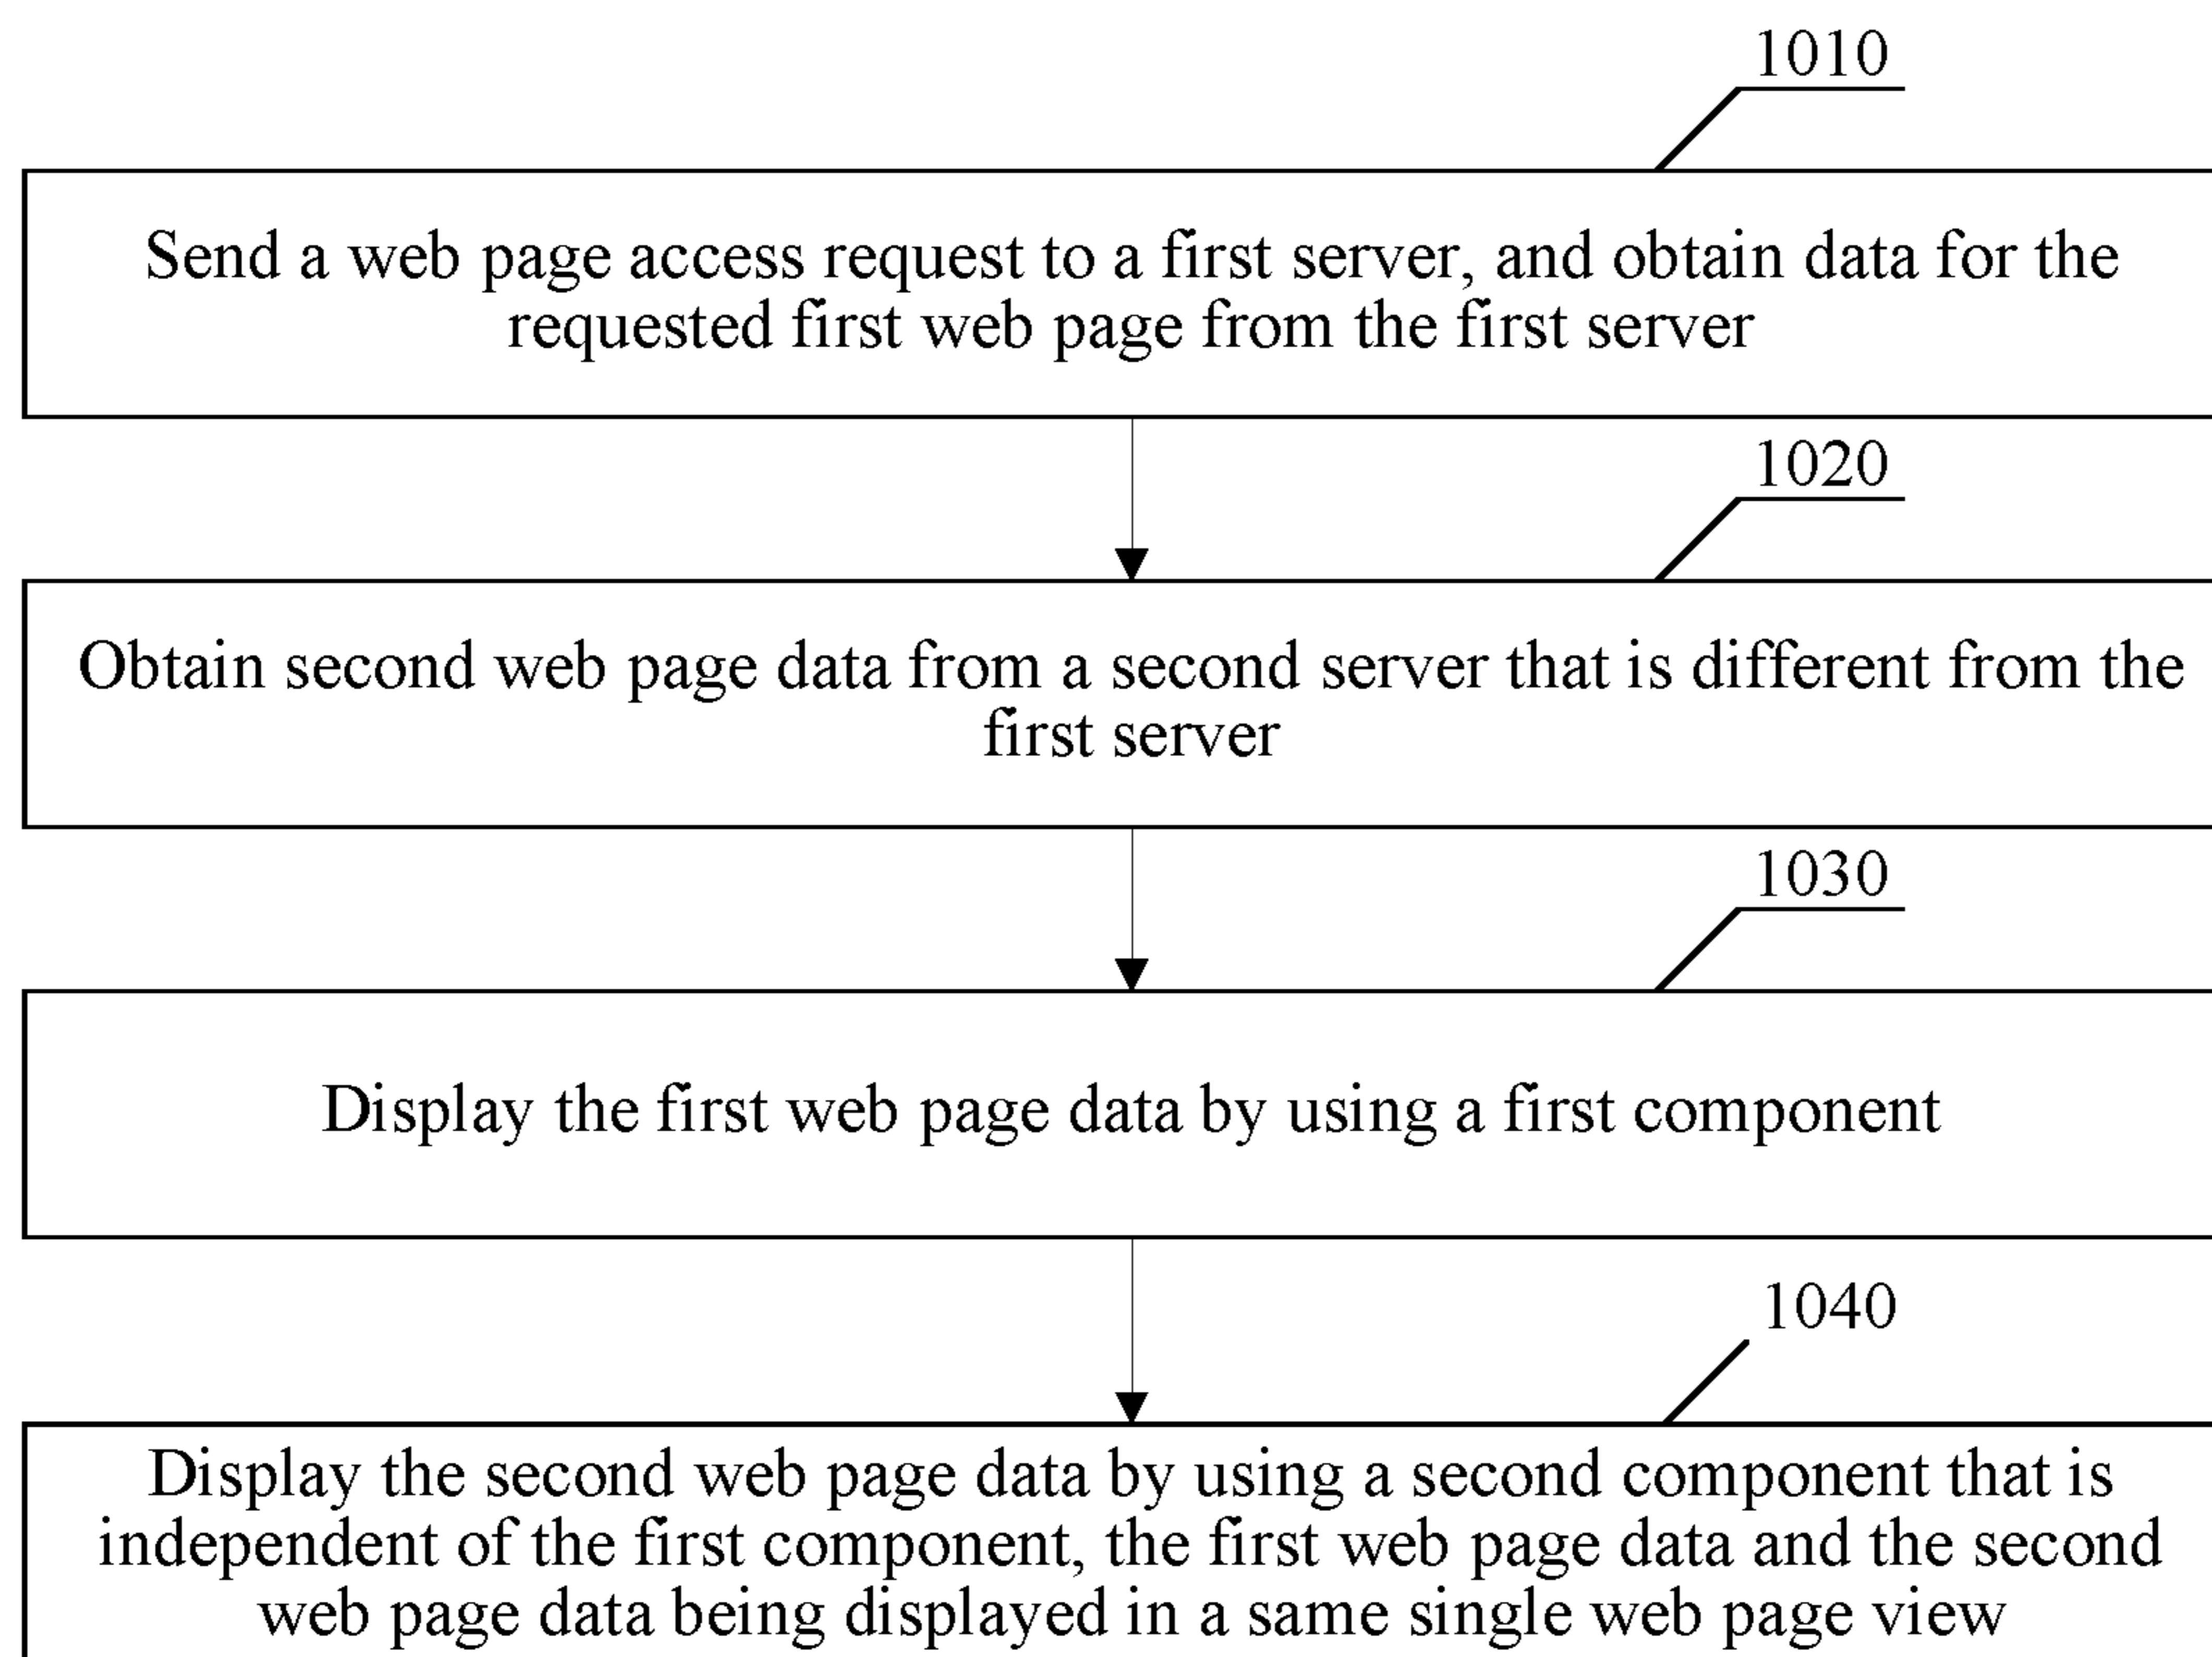 1010
Send a web page access request to a first server, and obtain data for the
requested first web page from the first server
1020
Obtain second web page data from a second server that is different from the
first server
1030
Display the first web page data by using a first component
1040
Display the second web page data by using a second component that is
independent of the first component, the first web page data and the second
web page data being displayed in a same single web page view